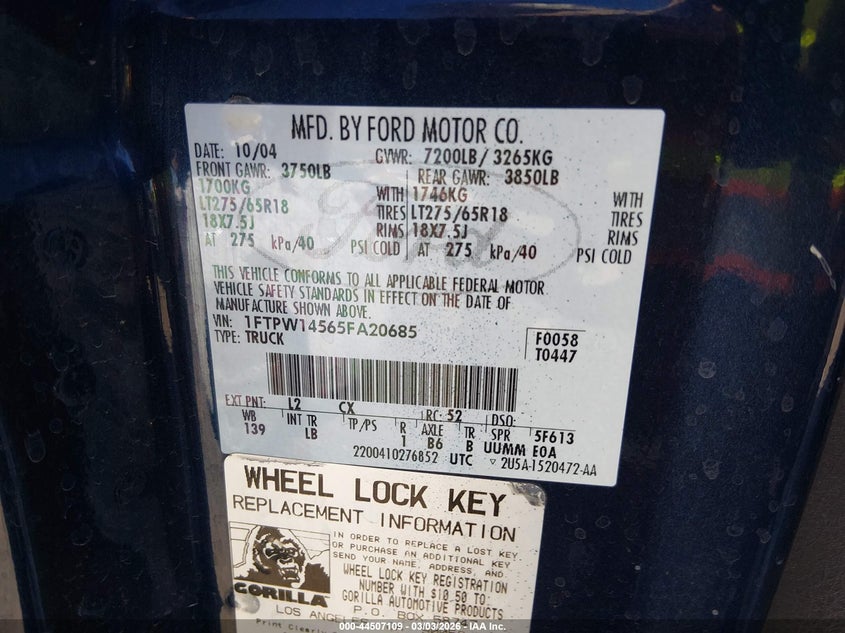 MFD. BY FORD MOTOR CO.
DATE: 10/04 GVWR: 7200LB/ 3265KG
FRONT GAWR: 3750LB REAR GAWR: 3850LB
1700KG WITH 1746KG WITH
LT275/65R18 TIRES LT275/65R18 TIRES
18X7.5J RIMS 18X7.5J RIMS
AT 275 kPa/40 PSI COLD AT 275 kPa/40 PSI COLD
Ford
THIS VEHICLE CONFORMS TO ALL APPLICABLE FEDERAL MOTOR
VEHICLE SAFETY STANDARDS IN EFFECT ON THE DATE OF
MANUFACTURE SHOWN ABOVE.
VIN: 1FTPW14565FA20685
TYPE: TRUCK
F0058
T0447
EXT PNT: L2 CX RC: 52 DSO:
WB INT TR TP/PS R AXLE TR SPR 5F613
139 LB 1 B6 B UUMM E0A
2200410276852 UTC ▽ 2U5A-1520472-AA
WHEEL LOCK KEY
REPLACEMENT INFORMATION
IN ORDER TO REPLACE A LOST KEY
OR PURCHASE AN ADDITIONAL KEY
SEND YOUR NAME, ADDRESS, AND
WHEEL LOCK KEY REGISTRATION
NUMBER WITH $10.50 TO:
GORILLA AUTOMOTIVE PRODUCTS
P.O. BOX
GORILLA
LOS ANGELES
Print
000-44507109 - 03/03/2026 - IAA Inc.